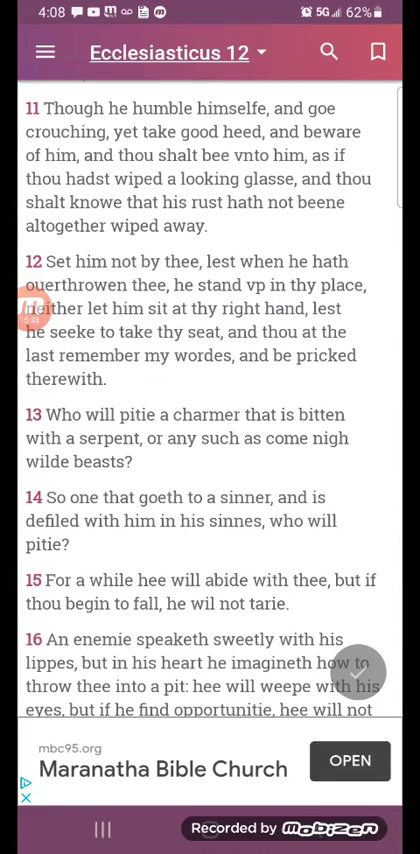 4:08 5G 62%
Ecclesiasticus 12
11 Though he humble himselfe, and goe
crouching, yet take good heed, and beware
of him, and thou shalt bee vnto him, as if
thou hadst wiped a looking glasse, and thou
shalt knowe that his rust hath not beene
altogether wiped away.
12 Set him not by thee, lest when he hath
ouerthrowen thee, he stand vp in thy place,
neither let him sit at thy right hand, lest
he seeke to take thy seat, and thou at the
last remember my wordes, and be pricked
therewith.
13 Who will pitie a charmer that is bitten
with a serpent, or any such as come nigh
wilde beasts?
14 So one that goeth to a sinner, and is
defiled with him in his sinnes, who will
pitie?
15 For a while hee will abide with thee, but if
thou begin to fall, he wil not tarie.
16 An enemie speaketh sweetly with his
lippes, but in his heart he imagineth how to
throw thee into a pit: hee will weepe with his
eyes, but if he find opportunitie, hee will not
15:33
mbc95.org
Maranatha Bible Church
OPEN
Recorded by mobizen